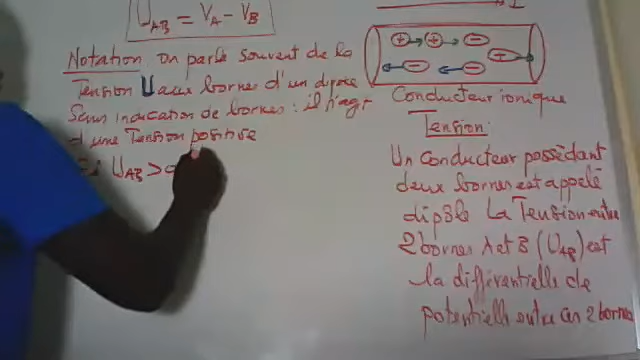 U_AB = V_A - V_B
Notation on parle souvent de la
Tension U aux bornes d'un dipole
Sans indication de bornes : il s'agit
d'une Tension positive
Si U_AB > 0
+ + -
+
- -
Conducteur ionique
Tension:
Un Conducteur possédant
deux bornes est appelé
dipôle La Tension entre
2 bornes A et B (U_AB) est
la différentielle de
potentielle entre ces 2 bornes